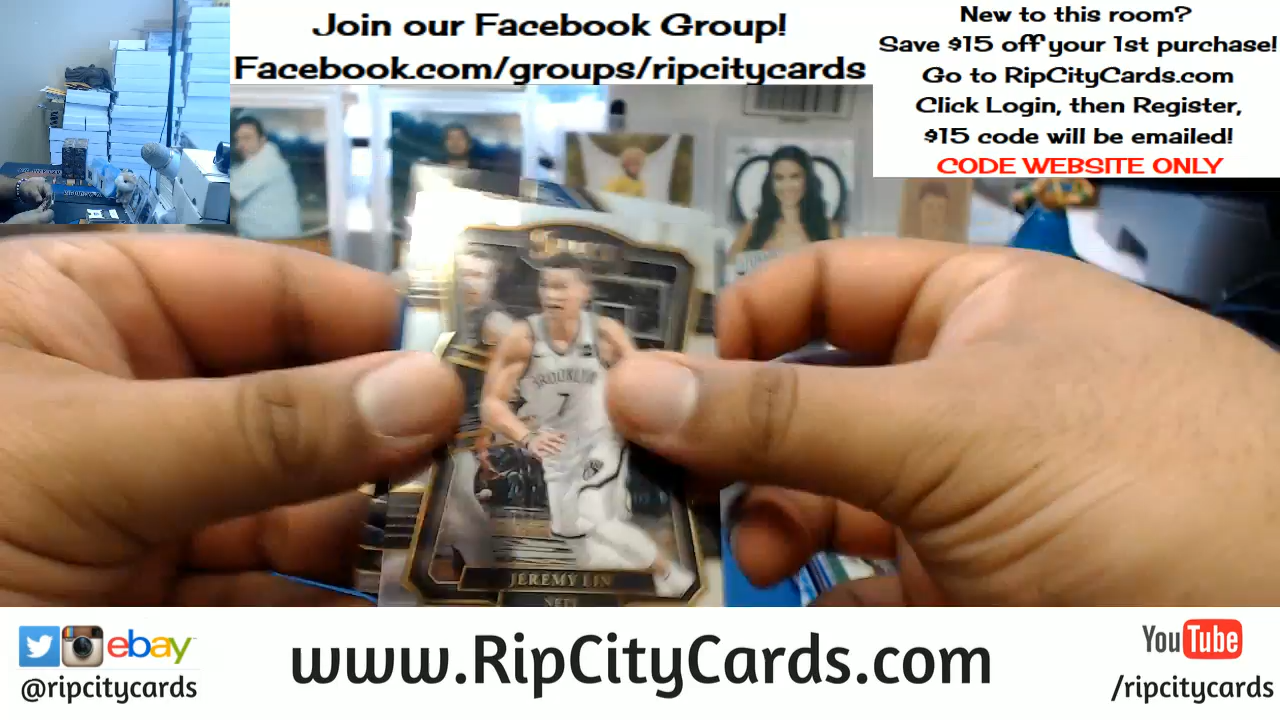 Join our Facebook Group!
Facebook.com/groups/ripcitycards
New to this room?
Save $15 off your 1st purchase!
Go to RipCityCards.com
Click Login, then Register,
$15 code will be emailed!
CODE WEBSITE ONLY
BROOKLYN
7
JEREMY LIN
NETS
ebay
@ripcitycards
www.RipCityCards.com
YouTube
/ripcitycards